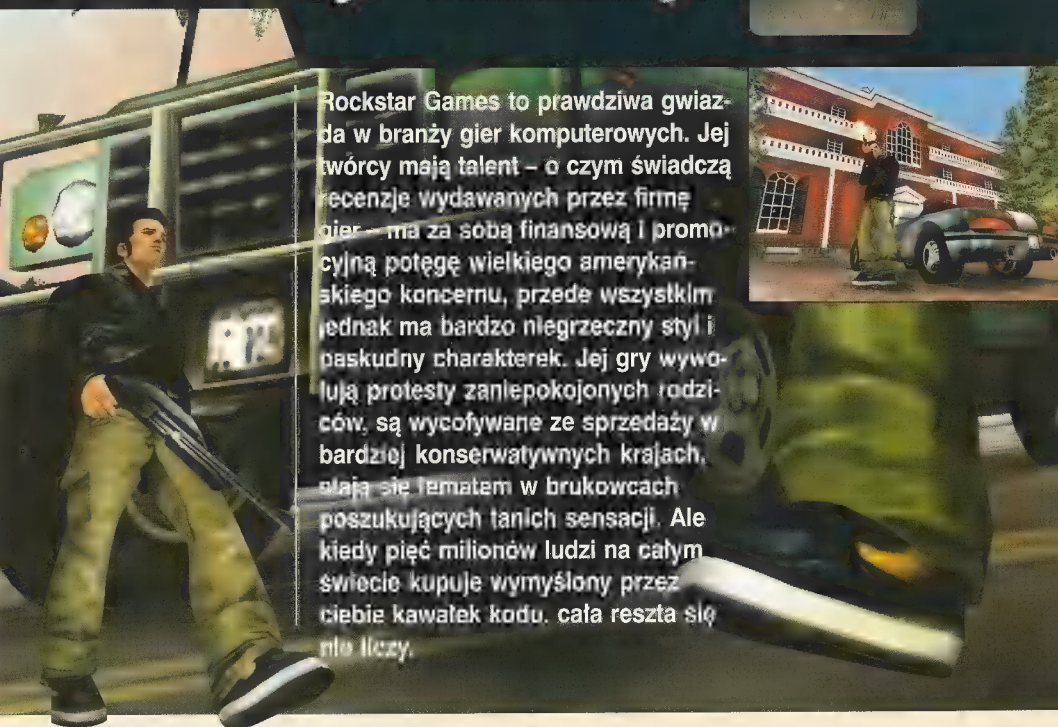 Rockstar Games to prawdziwa gwiaz-
da w branży gier komputerowych. Jej
twórcy mają talent – o czym świadczą
recenzje wydawanych przez firmę
gier – ma za sobą finansową i promo-
cyjną potęgę wielkiego amerykań-
skiego koncernu, przede wszystkim
jednak ma bardzo niegrzeczny styl i
paskudny charakterek. Jej gry wywo-
łują protesty zaniepokojonych rodzi-
ców, są wycofywane ze sprzedaży w
bardziej konserwatywnych krajach,
stają się tematem w brukowcach
poszukujących tanich sensacji. Ale
kiedy pięć milionów ludzi na całym
świecie kupuje wymyślony przez
ciebie kawałek kodu, cała reszta się
nie liczy.